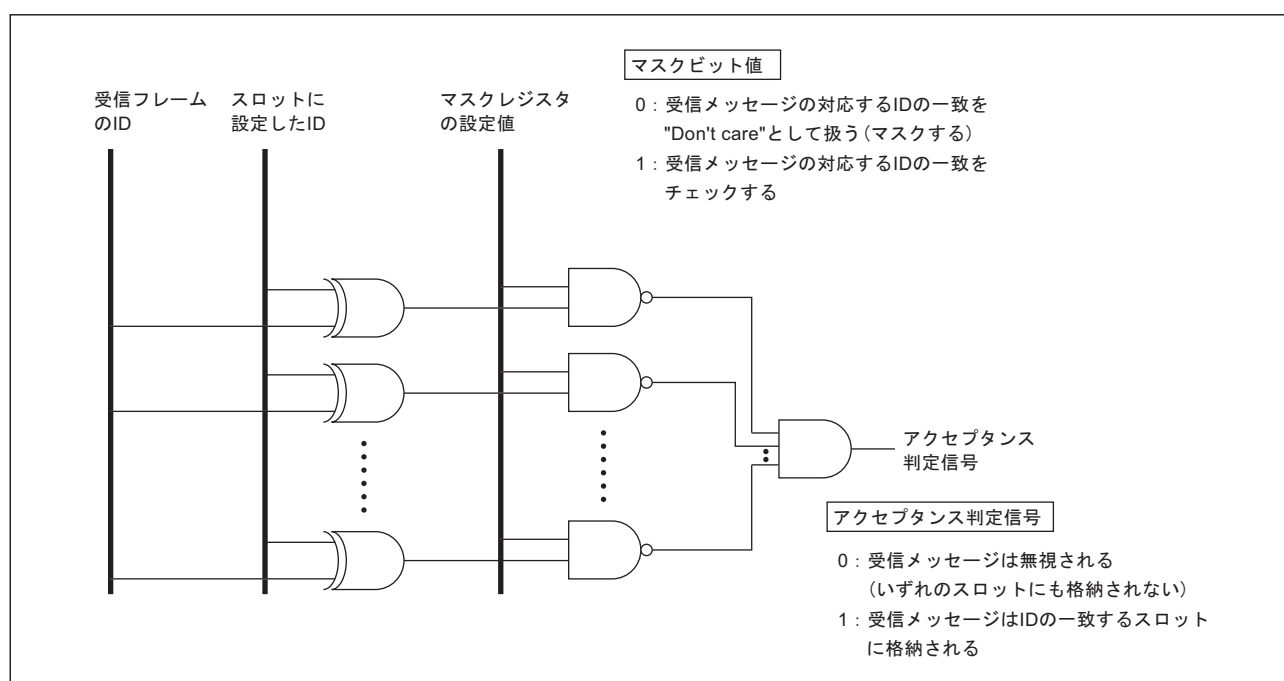 受信フレーム
のID
スロットに
設定したID
マスクレジスタ
の設定値
マスクビット値
0：受信メッセージの対応するIDの一致を
"Don't care"として扱う（マスクする）
1：受信メッセージの対応するIDの一致を
チェックする
アクセプタンス
判定信号
アクセプタンス判定信号
0：受信メッセージは無視される
（いずれのスロットにも格納されない）
1：受信メッセージはIDの一致するスロット
に格納される